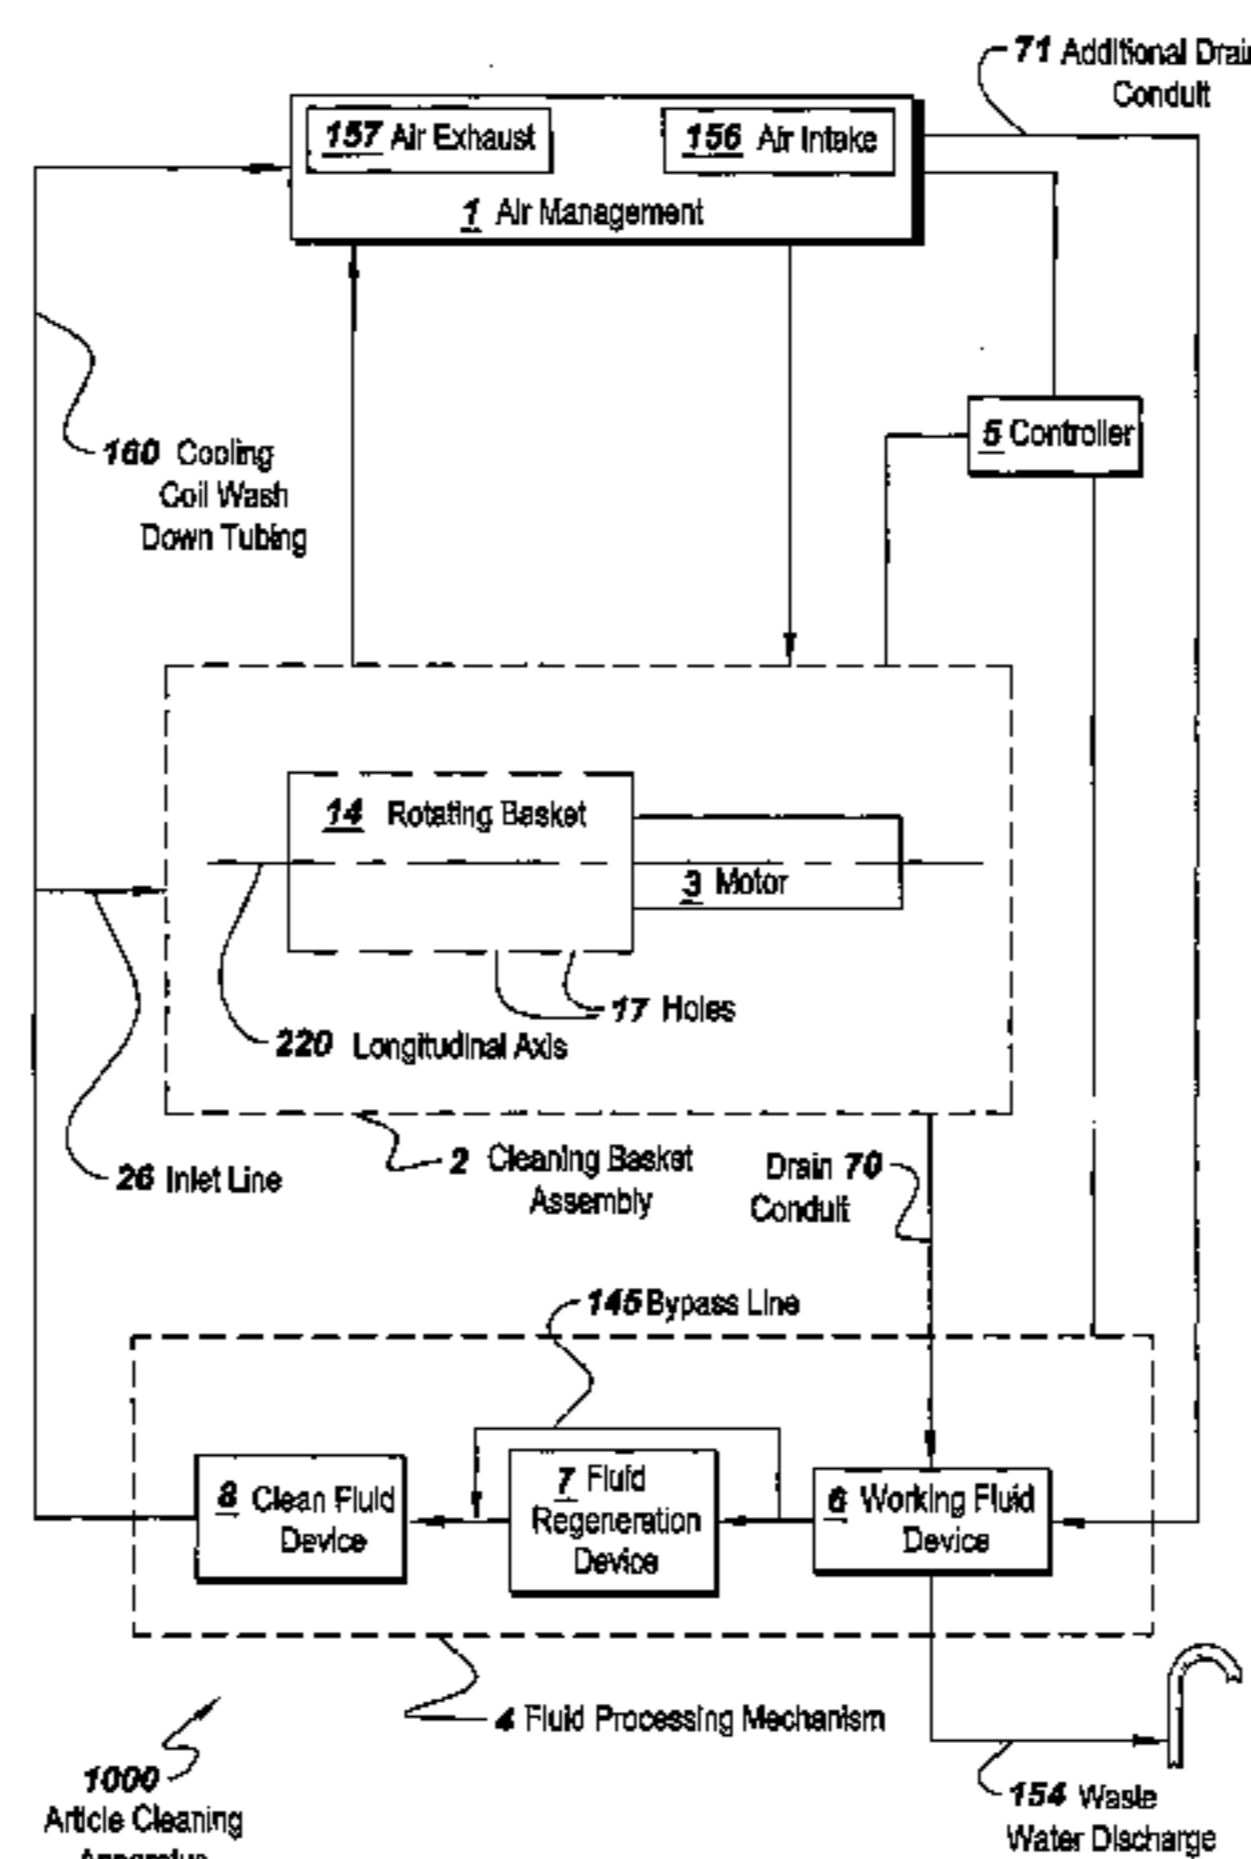 71 Additional Drain
Conduit
157 Air Exhaust
156 Air Intake
1 Air Management
5 Controller
160 Cooling
Coil Wash
Down Tubing
14 Rotating Basket
3 Motor
17 Holes
220 Longitudinal Axis
26 Inlet Line
2 Cleaning Basket
Assembly
Drain 70
Conduit
145 Bypass Line
8 Clean Fluid
Device
7 Fluid
Regeneration
Device
6 Working Fluid
Device
4 Fluid Processing Mechanism
1000
Article Cleaning
Apparatus
154 Waste
Water Discharge